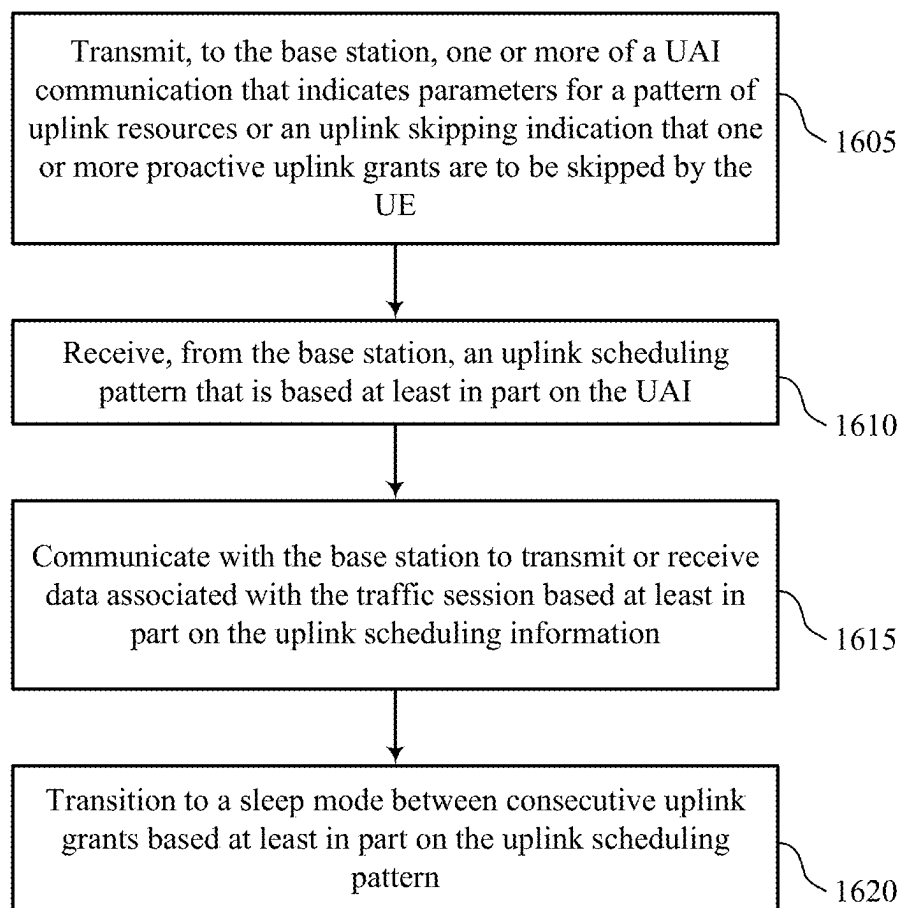 Transmit, to the base station, one or more of a UAI
communication that indicates parameters for a pattern of
uplink resources or an uplink skipping indication that one
or more proactive uplink grants are to be skipped by the
UE
1605
Receive, from the base station, an uplink scheduling
pattern that is based at least in part on the UAI
1610
Communicate with the base station to transmit or receive
data associated with the traffic session based at least in
part on the uplink scheduling information
1615
Transition to a sleep mode between consecutive uplink
grants based at least in part on the uplink scheduling
pattern
1620